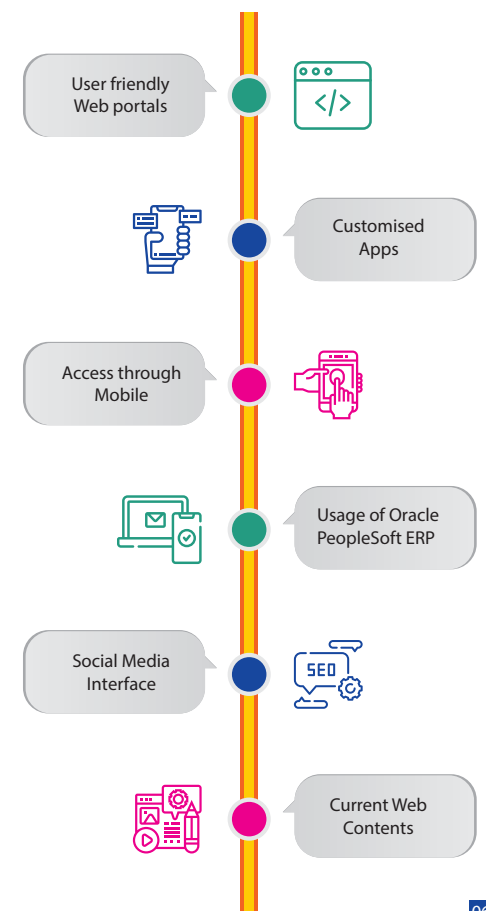 User friendly
Web portals
</>
Customised
Apps
Access through
Mobile
Usage of Oracle
PeopleSoft ERP
Social Media
Interface
SEO
Current Web
Contents